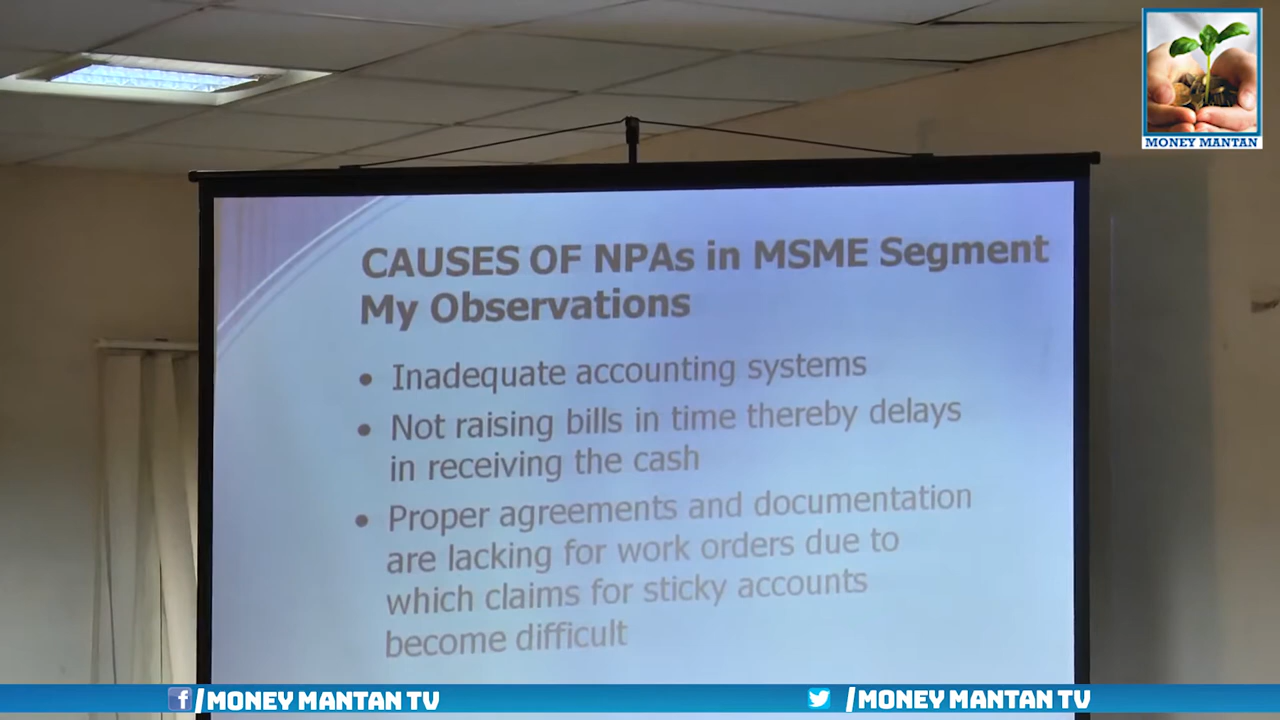 MONEY MANTAN
CAUSES OF NPAs in MSME Segment
My Observations
• Inadequate accounting systems
• Not raising bills in time thereby delays
in receiving the cash
• Proper agreements and documentation
are lacking for work orders due to
which claims for sticky accounts
become difficult
f/MONEY MANTAN TV
/MONEY MANTAN TV